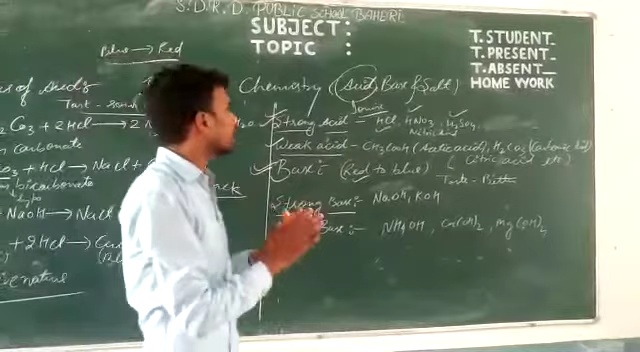 S.D.R.D. PUBLIC SCHOOL BAHERI
SUBJECT :
TOPIC :
T.STUDENT
T.PRESENT
T.ABSENT
HOME WORK
Blue → Red
Chemistry (Acid, Base & Salt)
Strong acid - HCl, HNO3, H2SO4
Weak acid - CH3COOH (Acetic acid), H2CO3 (Carbonic acid)
(Citric acid etc)
Base :- (Red to blue)
Taste - Bitter
Strong Base :- NaOH, KOH
Base :- NH4OH, Ca(OH)2, Mg(OH)2
of acids
Taste - sour
CO3 + 2HCl → 2
carbonate
+ HCl → NaCl +
bicarbonate
NaOH → NaCl
+ 2HCl →
nature